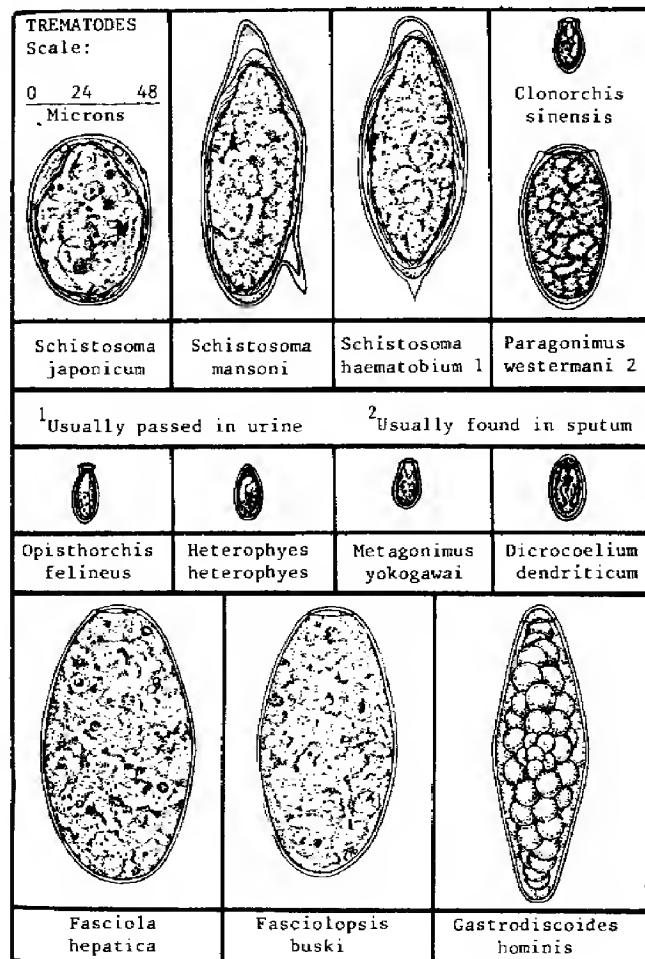 TREMATODES
Scale:
0 24 48
Microns
Clonorchis
sinensis
Schistosoma
japonicum
Schistosoma
mansoni
Schistosoma
haematobium 1
Paragonimus
westermani 2
1Usually passed in urine
2Usually found in sputum
Opisthorchis
felineus
Heterophyes
heterophyes
Metagonimus
yokogawai
Dicrocoelium
dendriticum
Fasciola
hepatica
Fasciolopsis
buski
Gastrodiscoides
hominis